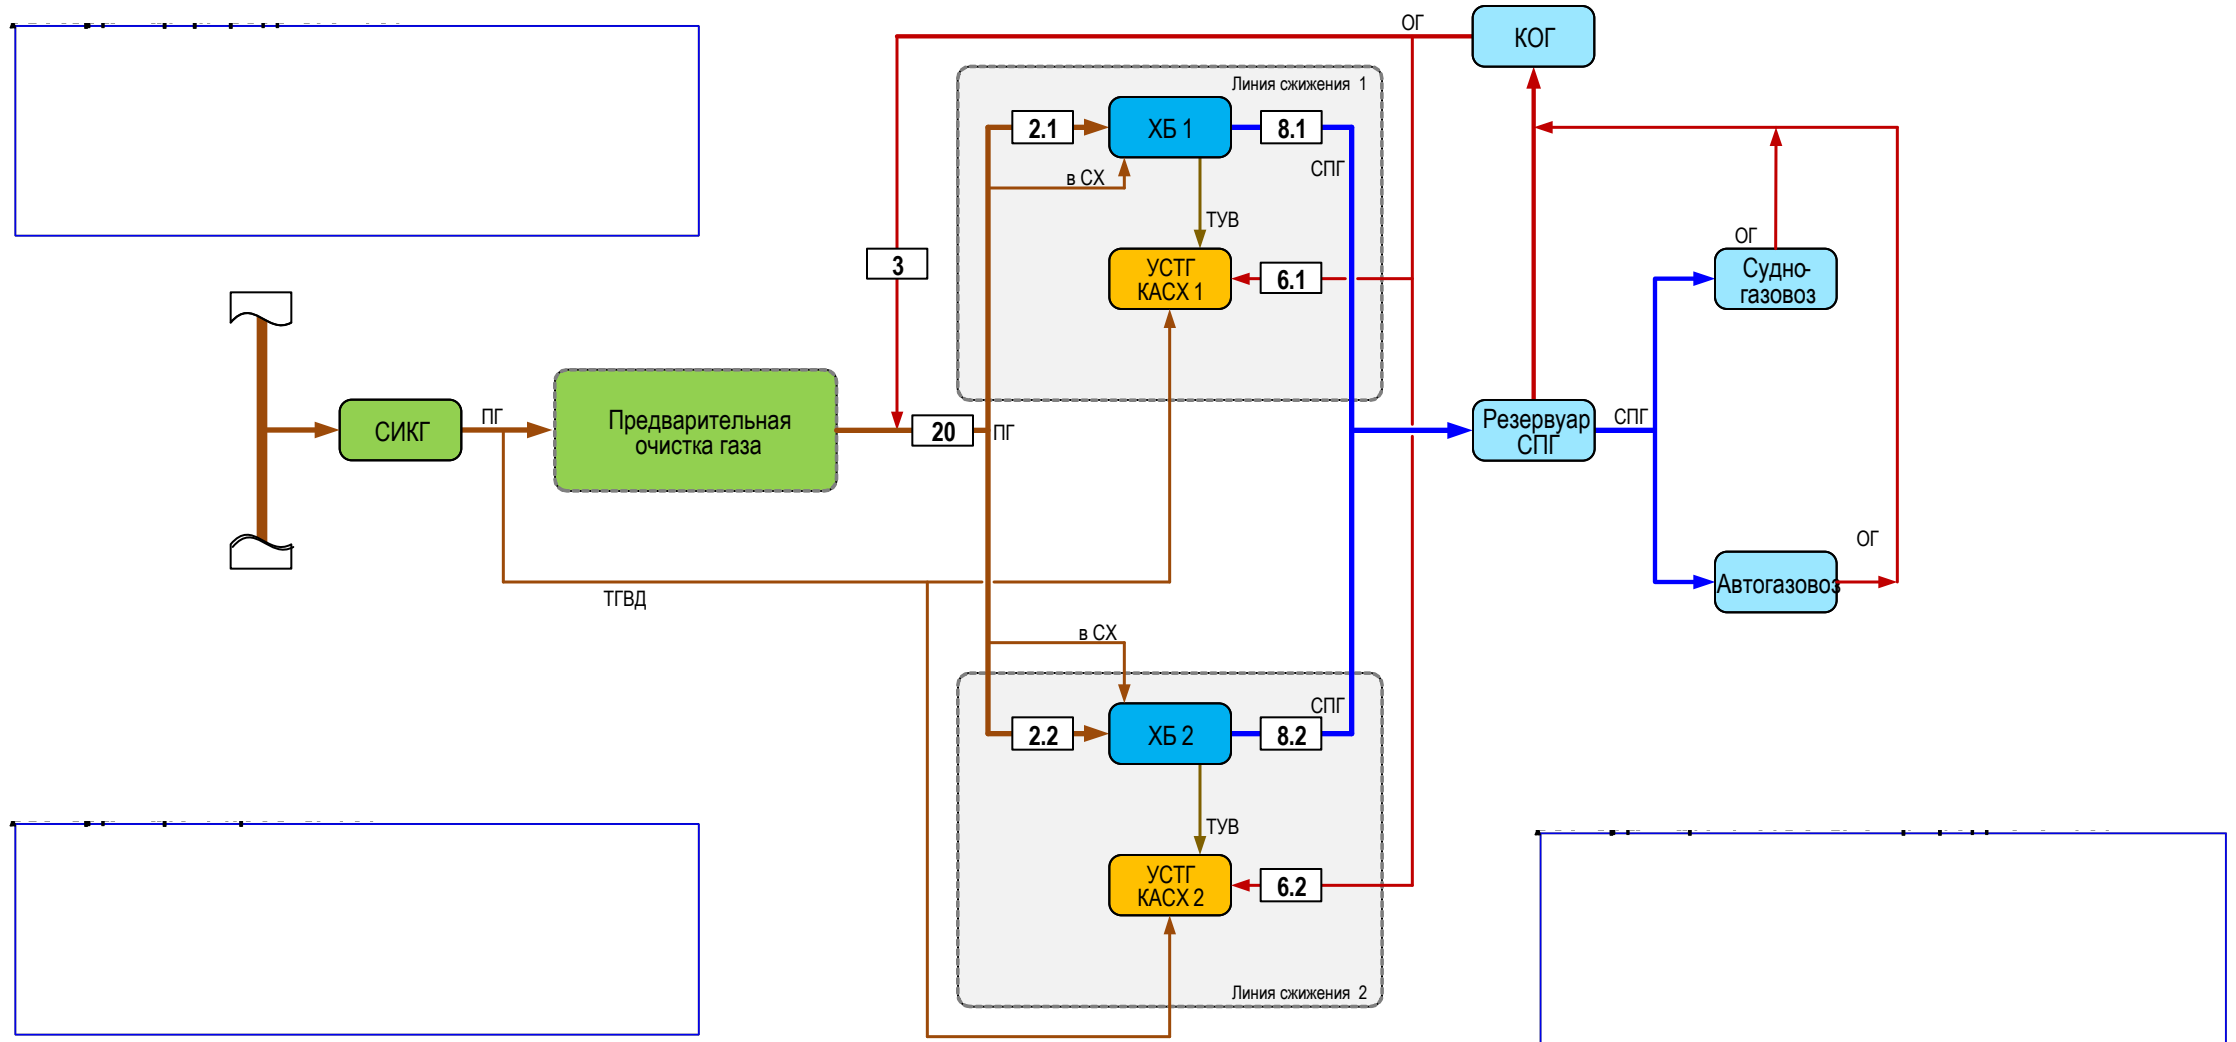 ОГ
КОГ
Линия сжижения 1
2.1
ХБ 1
8.1
в СХ
СПГ
ТУВ
3
УСТГ
КАСХ 1
6.1
ОГ
Судно-
газовоз
СИКГ
ПГ
Предварительная
очистка газа
20
ПГ
Резервуар
СПГ
СПГ
ТГВД
ОГ
Автогазовоз
в СХ
2.2
ХБ 2
8.2
СПГ
ТУВ
УСТГ
КАСХ 2
6.2
Линия сжижения 2